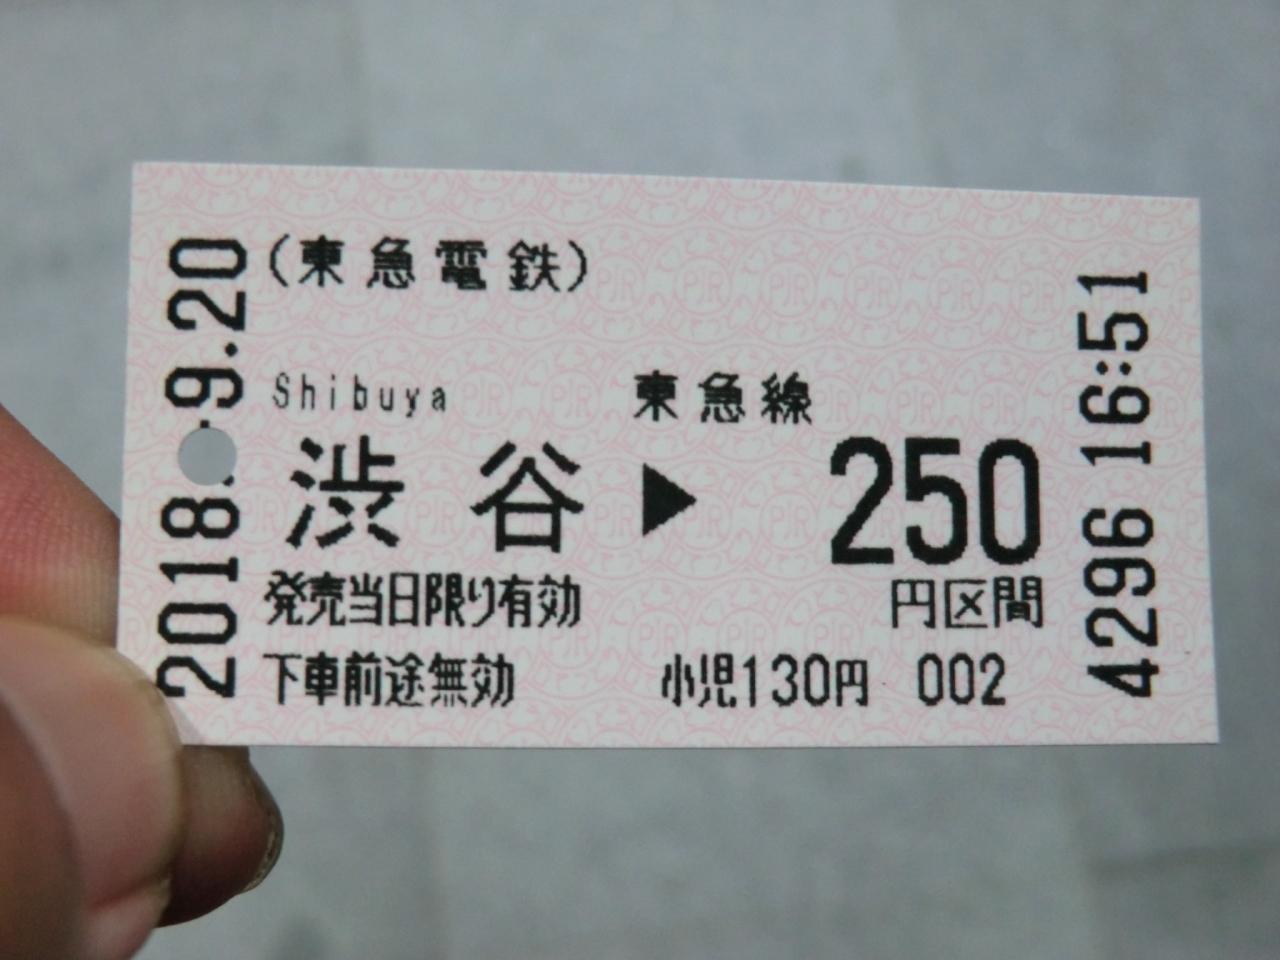 2018.-9.20
(東急電鉄)
Shibuya 東急線
渋谷▶250
円区間
発売当日限り有効
下車前途無効 小児130円 002
4296 16:51